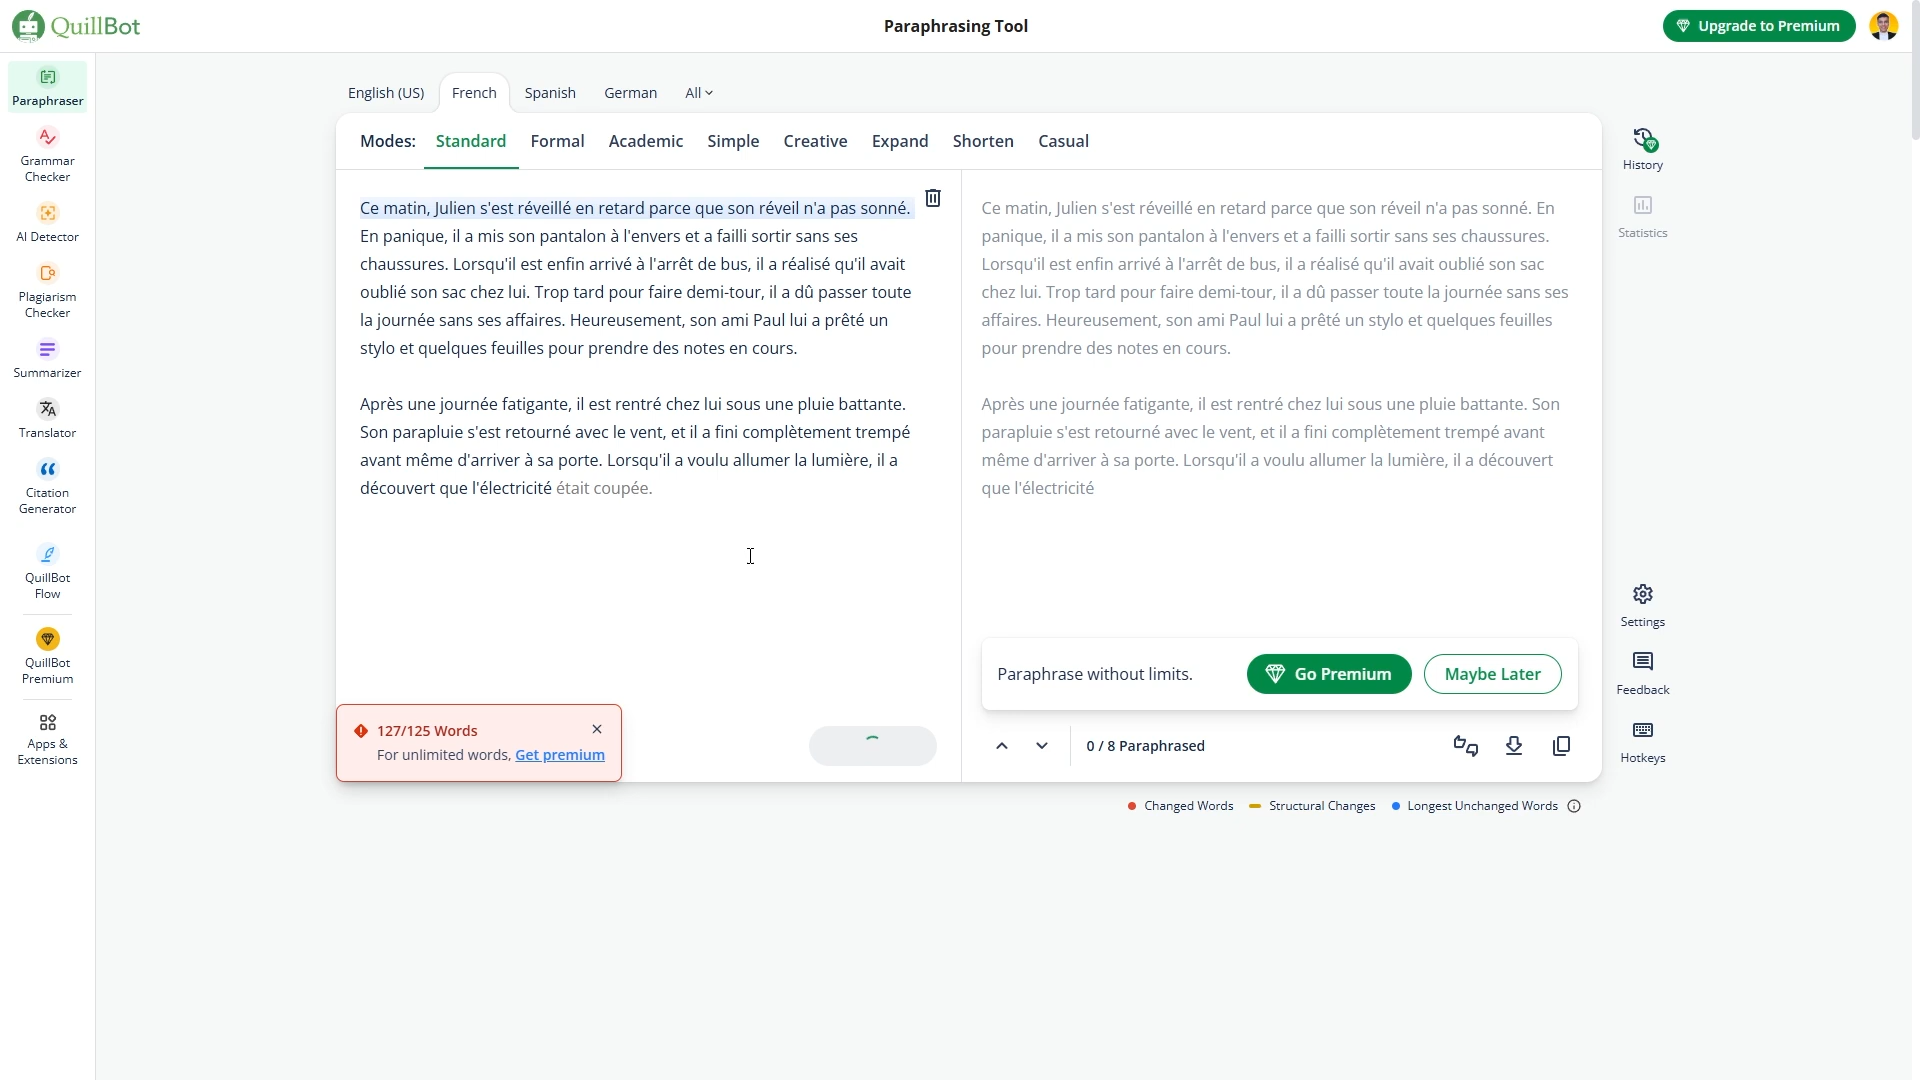 QuillBot
Paraphrasing Tool
Upgrade to Premium
Paraphraser
Grammar
Checker
AI Detector
Plagiarism
Checker
Summarizer
Translator
Citation
Generator
QuillBot
Flow
QuillBot
Premium
Apps &
Extensions
English (US) French Spanish German All
Modes: Standard Formal Academic Simple Creative Expand Shorten Casual
Ce matin, Julien s'est réveillé en retard parce que son réveil n'a pas sonné.
En panique, il a mis son pantalon à l'envers et a failli sortir sans ses
chaussures. Lorsqu'il est enfin arrivé à l'arrêt de bus, il a réalisé qu'il avait
oublié son sac chez lui. Trop tard pour faire demi-tour, il a dû passer toute
la journée sans ses affaires. Heureusement, son ami Paul lui a prêté un
stylo et quelques feuilles pour prendre des notes en cours.
Après une journée fatigante, il est rentré chez lui sous une pluie battante.
Son parapluie s'est retourné avec le vent, et il a fini complètement trempé
avant même d'arriver à sa porte. Lorsqu'il a voulu allumer la lumière, il a
découvert que l'électricité était coupée.
127/125 Words
For unlimited words, Get premium
Ce matin, Julien s'est réveillé en retard parce que son réveil n'a pas sonné. En
panique, il a mis son pantalon à l'envers et a failli sortir sans ses chaussures.
Lorsqu'il est enfin arrivé à l'arrêt de bus, il a réalisé qu'il avait oublié son sac
chez lui. Trop tard pour faire demi-tour, il a dû passer toute la journée sans ses
affaires. Heureusement, son ami Paul lui a prêté un stylo et quelques feuilles
pour prendre des notes en cours.
Après une journée fatigante, il est rentré chez lui sous une pluie battante. Son
parapluie s'est retourné avec le vent, et il a fini complètement trempé avant
même d'arriver à sa porte. Lorsqu'il a voulu allumer la lumière, il a découvert
que l'électricité
Paraphrase without limits. Go Premium Maybe Later
0 / 8 Paraphrased
Changed Words Structural Changes Longest Unchanged Words
History
Statistics
Settings
Feedback
Hotkeys